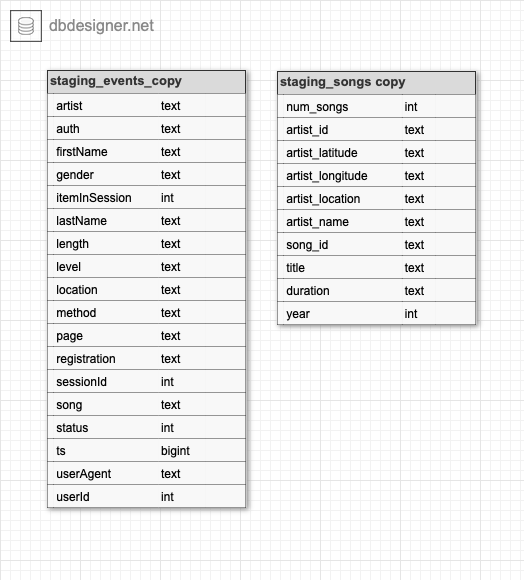 dbdesigner.net
staging_events_copy
artist text
auth text
firstName text
gender text
itemInSession int
lastName text
length text
level text
location text
method text
page text
registration text
sessionId int
song text
status int
ts bigint
userAgent text
userId int
staging_songs copy
num_songs int
artist_id text
artist_latitude text
artist_longitude text
artist_location text
artist_name text
song_id text
title text
duration text
year int